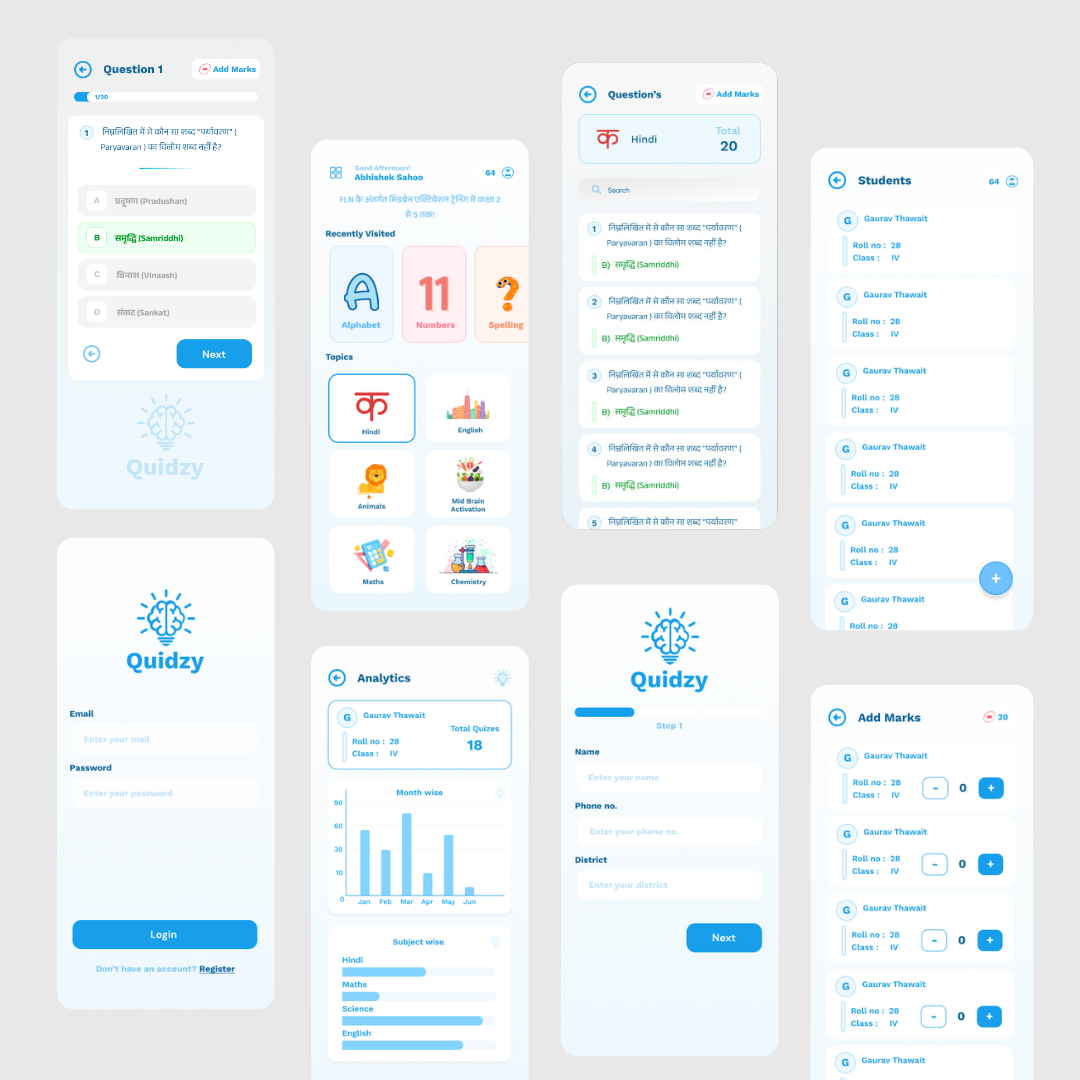 Question 1
Add Marks
1/20
1
निम्नलिखित में से कौन सा शब्द "पर्यावरण" (
Paryavaran ) का विलोम शब्द नहीं है?
A प्रदूषण (Pradushan)
B समृद्धि (Samriddhi)
C विनाश (Vinaash)
D संकट (Sankat)
Next
Quidzy
Quidzy
Email
Enter your mail
Password
Enter your password
Login
Don't have an account? Register
Good Afternoon!
Abhishek Sahoo
64
FLN के अंतर्गत मिडब्रेन एक्टिवेशन ट्रेनिंग में कक्षा 2
से 5 तक!
Recently Visited
A
Alphabet
11
Numbers
?
Spelling
Topics
क
Hindi
English
Animals
Mid Brain
Activation
Maths
Chemistry
Analytics
G
Gaurav Thawait
Roll no : 28
Class : IV
Total Quizes
18
Month wise
90
60
30
10
0
Jan Feb Mar Apr May Jun
Subject wise
Hindi
Maths
Science
English
Question's
Add Marks
क
Hindi
Total
20
Search
1
निम्नलिखित में से कौन सा शब्द "पर्यावरण" (
Paryavaran ) का विलोम शब्द नहीं है?
B) समृद्धि (Samriddhi)
2
निम्नलिखित में से कौन सा शब्द "पर्यावरण" (
Paryavaran ) का विलोम शब्द नहीं है?
B) समृद्धि (Samriddhi)
3
निम्नलिखित में से कौन सा शब्द "पर्यावरण" (
Paryavaran ) का विलोम शब्द नहीं है?
B) समृद्धि (Samriddhi)
4
निम्नलिखित में से कौन सा शब्द "पर्यावरण" (
Paryavaran ) का विलोम शब्द नहीं है?
B) समृद्धि (Samriddhi)
5
निम्नलिखित में से कौन सा शब्द "पर्यावरण"
Quidzy
Step 1
Name
Enter your name
Phone no.
Enter your phone no.
District
Enter your district
Next
Students
64
G
Gaurav Thawait
Roll no : 28
Class : IV
G
Gaurav Thawait
Roll no : 28
Class : IV
G
Gaurav Thawait
Roll no : 28
Class : IV
G
Gaurav Thawait
Roll no : 28
Class : IV
G
Gaurav Thawait
Roll no : 28
Class : IV
+
G
Gaurav Thawait
Roll no : 28
Add Marks
20
G
Gaurav Thawait
Roll no : 28
Class : IV
- 0 +
G
Gaurav Thawait
Roll no : 28
Class : IV
- 0 +
G
Gaurav Thawait
Roll no : 28
Class : IV
- 0 +
G
Gaurav Thawait
Roll no : 28
Class : IV
- 0 +
G
Gaurav Thawait